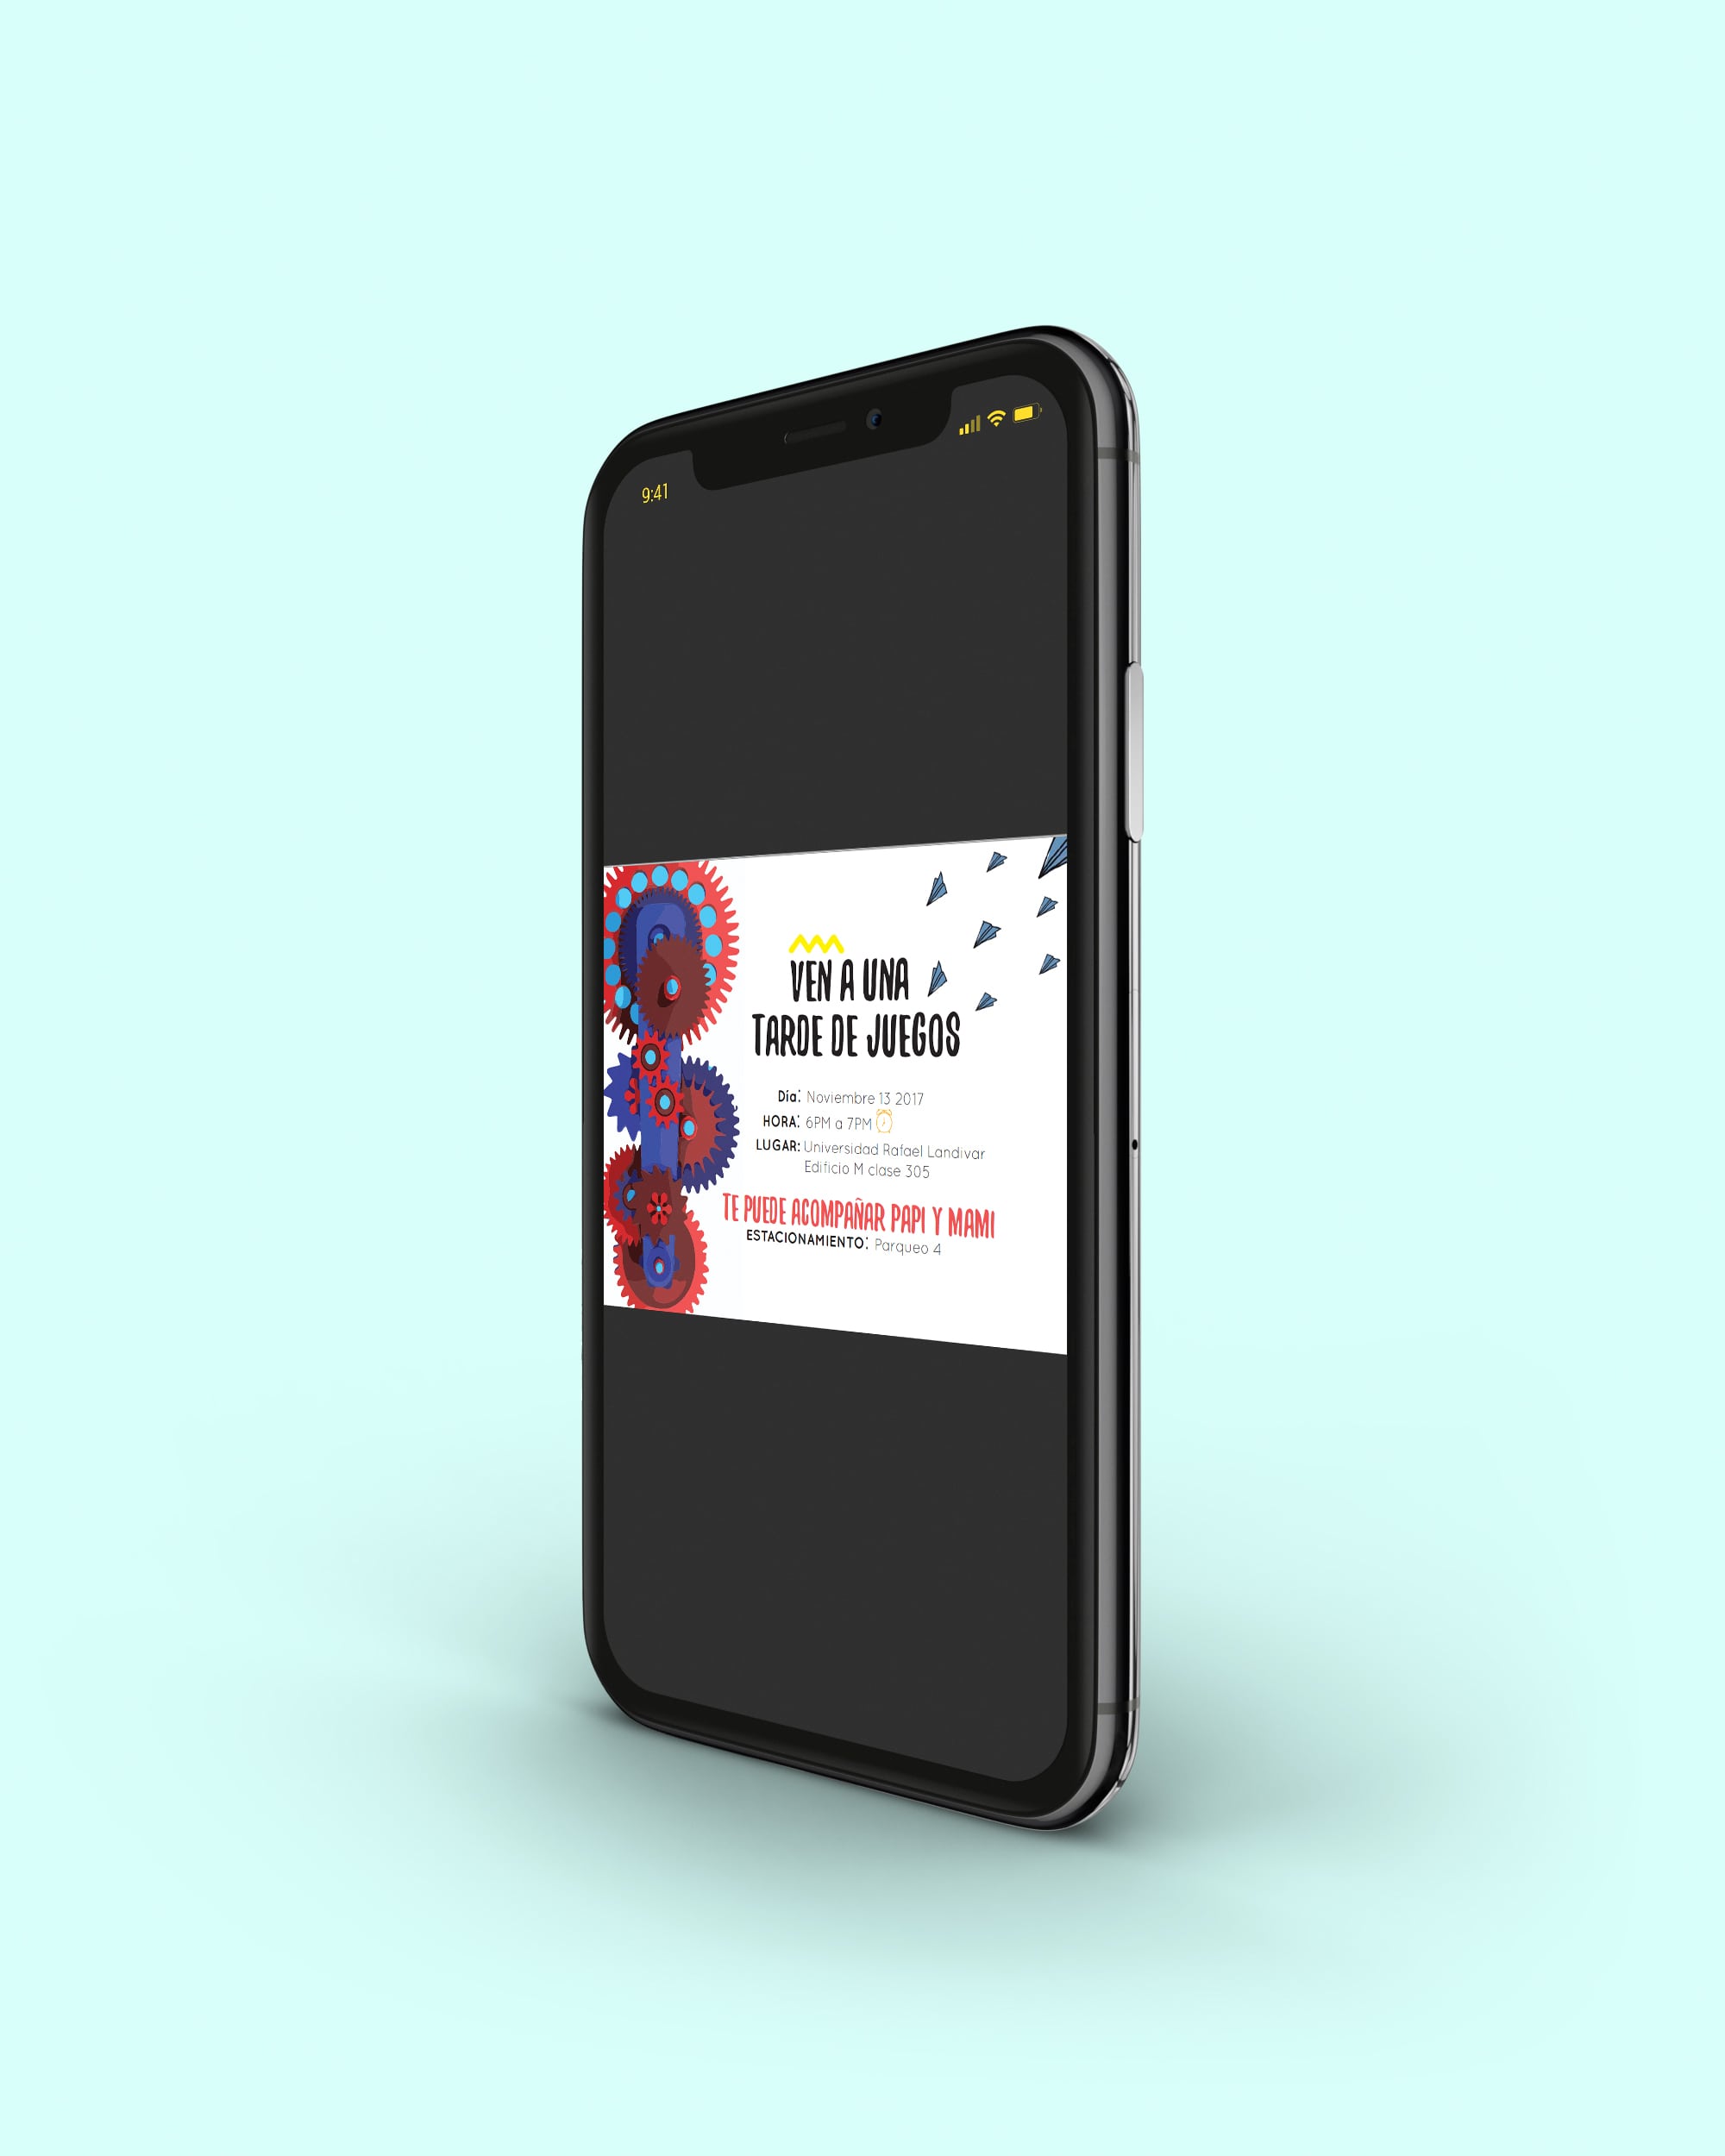 9:41
VEN A UNA
TARDE DE JUEGOS
Día: Noviembre 13 2017
HORA: 6PM a 7PM
LUGAR: Universidad Rafael Landivar
Edificio M clase 305
TE PUEDE ACOMPAÑAR PAPI Y MAMI
ESTACIONAMIENTO: Parqueo 4